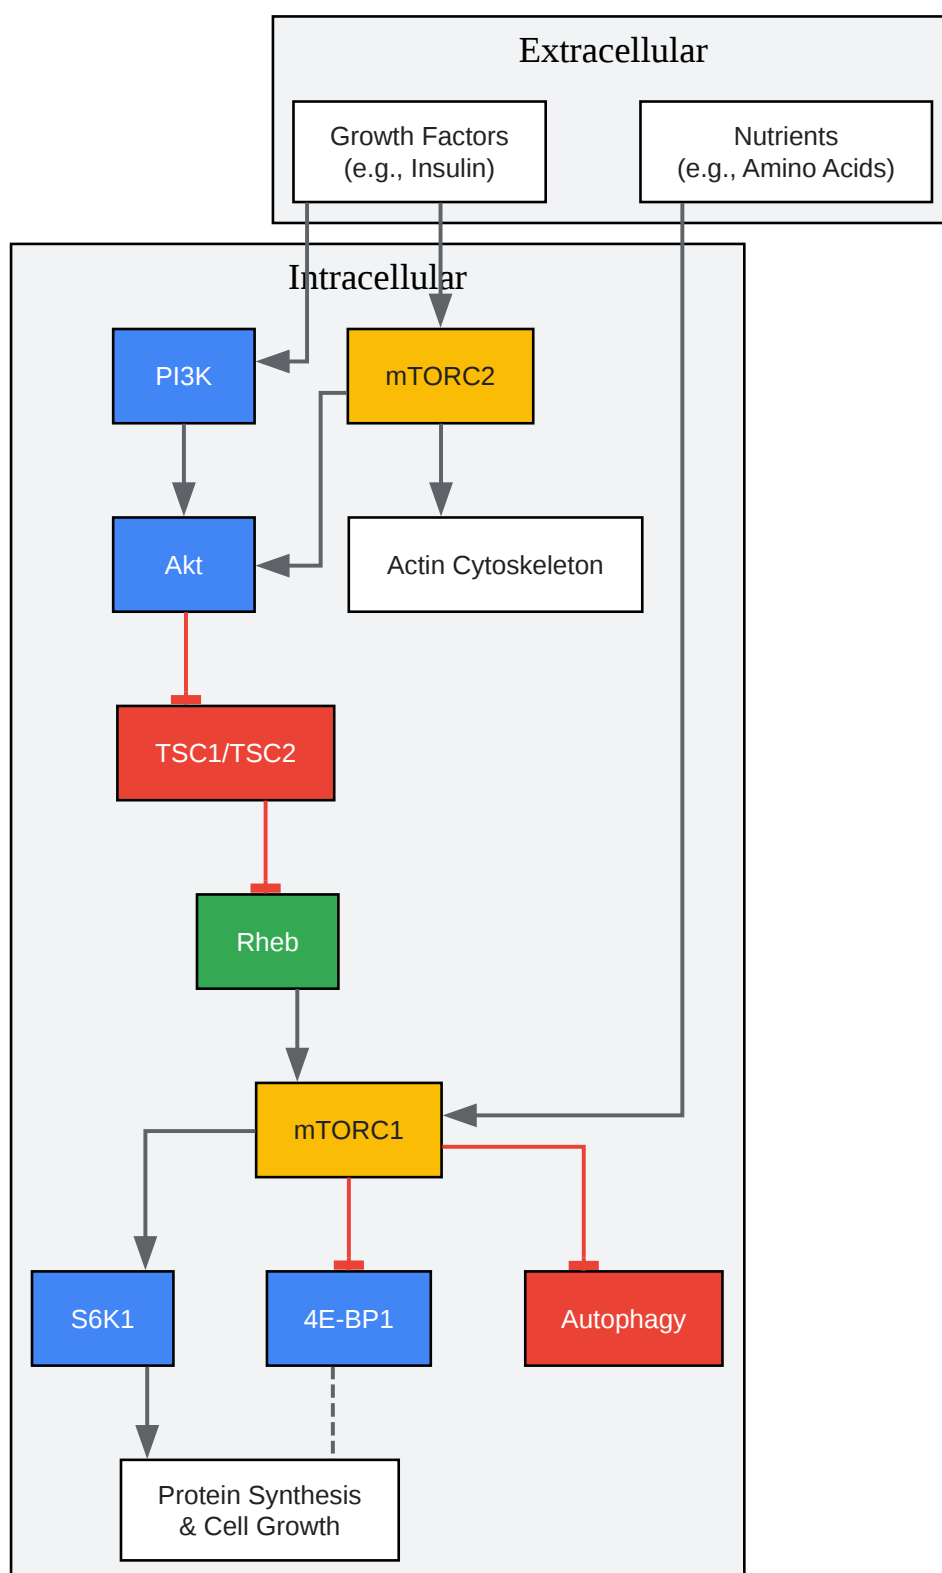 Extracellular
Growth Factors
(e.g., Insulin)
Nutrients
(e.g., Amino Acids)
Intracellular
PI3K
mTORC2
Akt
Actin Cytoskeleton
TSC1/TSC2
Rheb
mTORC1
S6K1
4E-BP1
Autophagy
Protein Synthesis
& Cell Growth